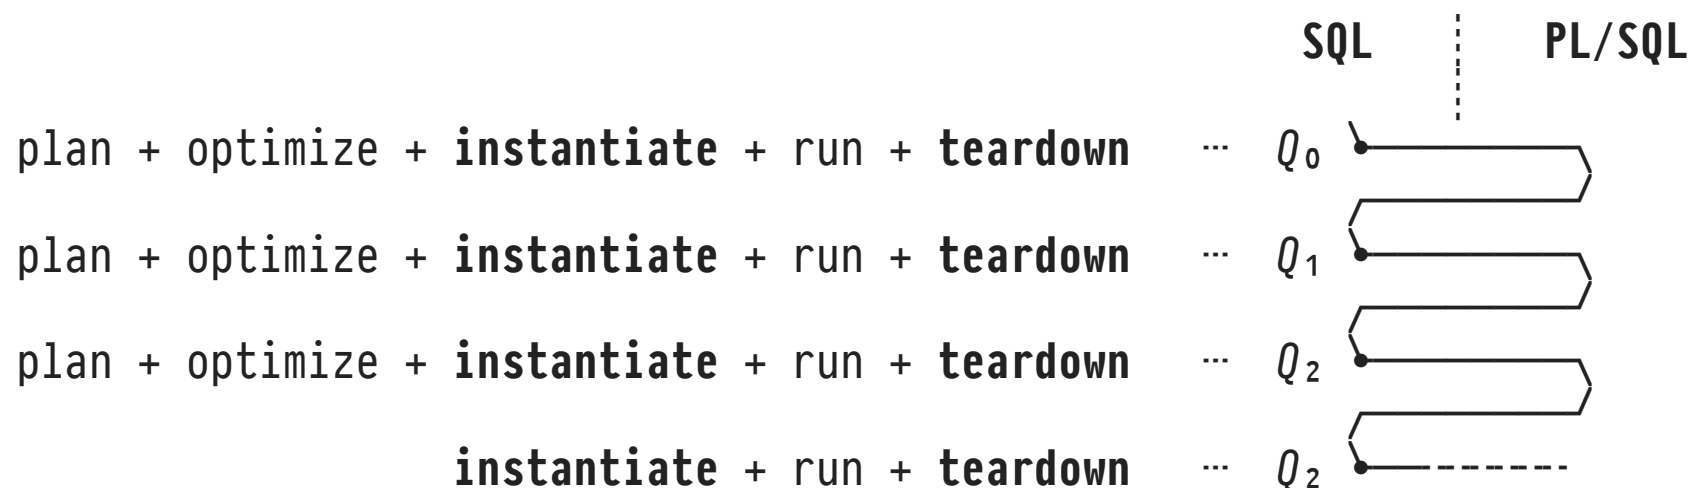 SQL PL/SQL
plan + optimize + instantiate + run + teardown ⋯ Q₀
plan + optimize + instantiate + run + teardown ⋯ Q₁
plan + optimize + instantiate + run + teardown ⋯ Q₂
instantiate + run + teardown ⋯ Q₂